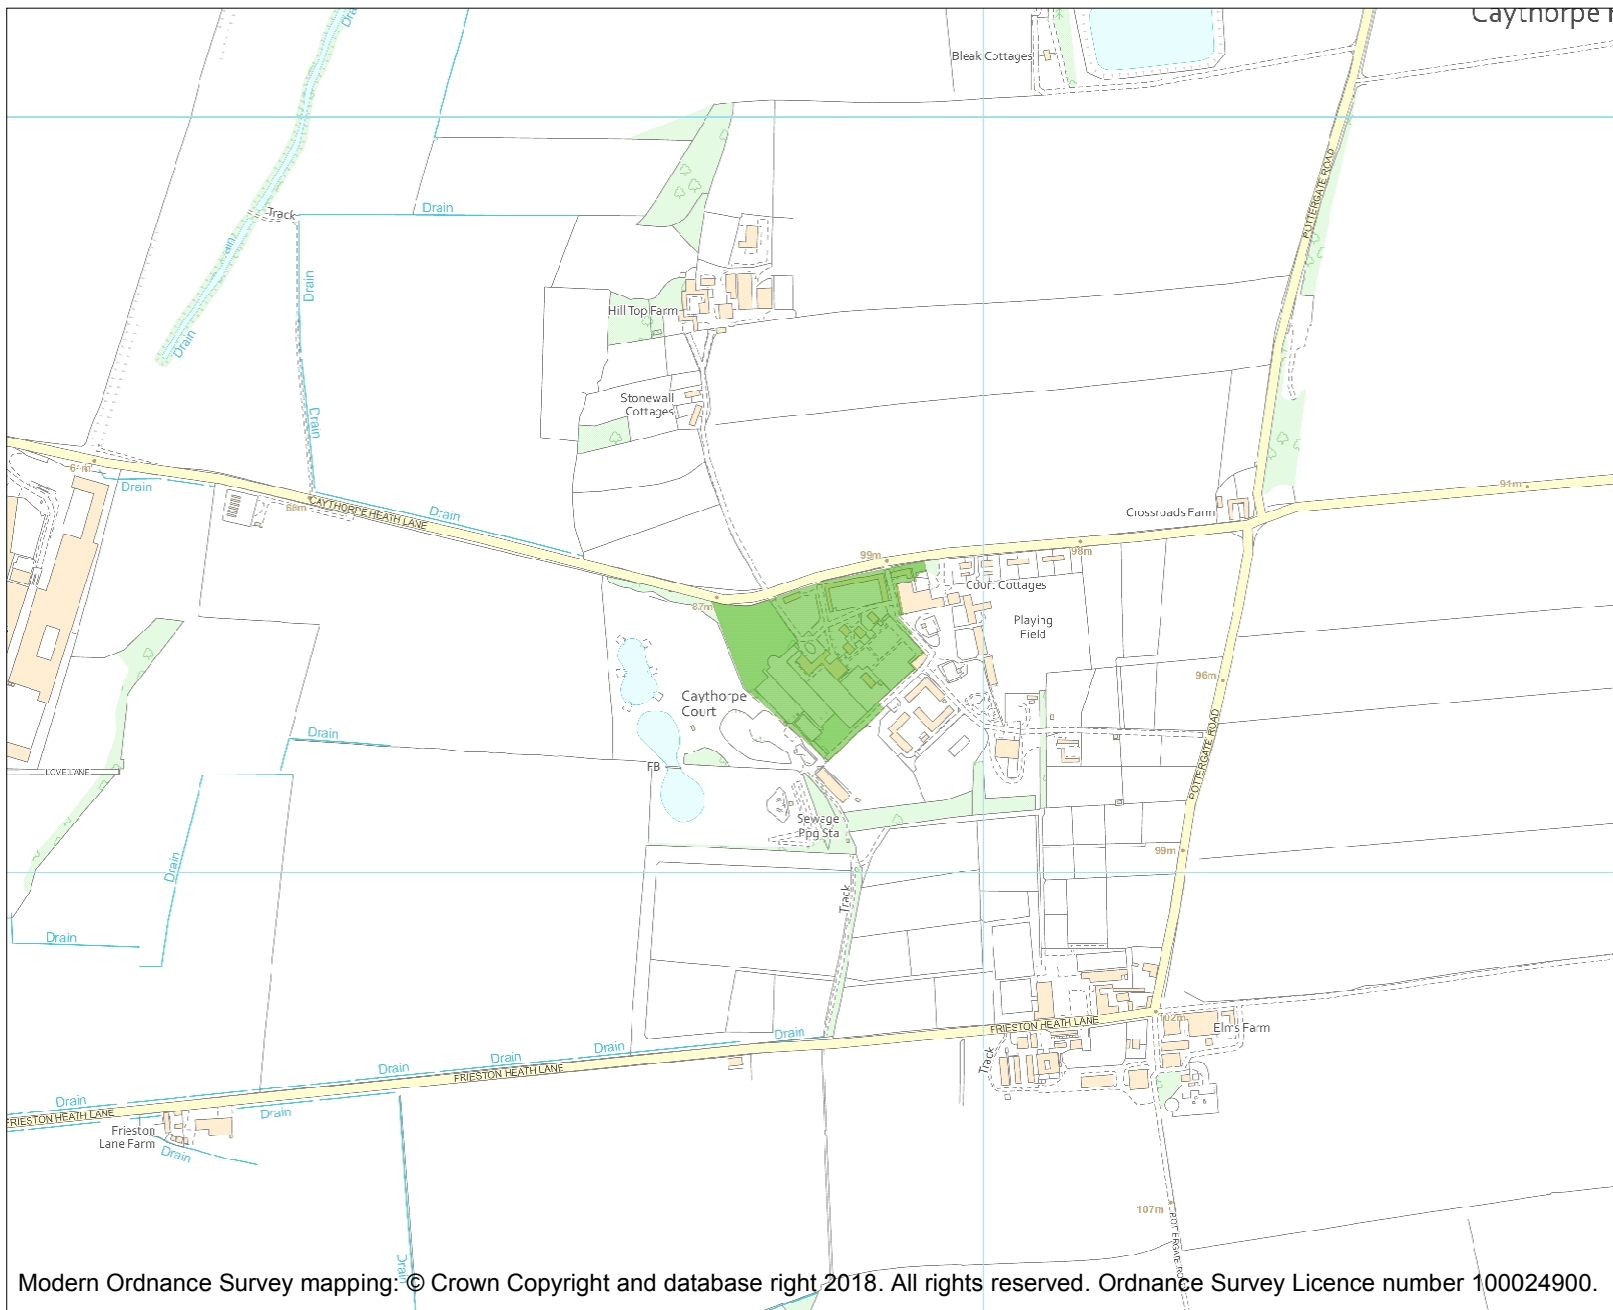 Drain
Caythorpe
Bleak Cottages
POTTERGATE ROAD
Track
Drain
Drain
Drain
Drain
Hill Top Farm
Stonewall
Cottages
Drain
Drain
CAYTHORPE HEATH LANE
Drain
91m
Crossroads Farm
99m
98m
Court Cottages
87m
Playing
Field
96m
Caythorpe
Court
Drain
FB
LOVE LANE
POTTERGATE ROAD
Sewage
Ppg Sta
99m
Drain
Track
Drain
102m
Elms Farm
FRIESTON HEATH LANE
Drain
Drain
Drain
Drain
Track
FRIESTON HEATH LANE
Drain
Drain
FRIESTON HEATH LANE
Frieston
Lane Farm
Drain
107m
Drain
Modern Ordnance Survey mapping: © Crown Copyright and database right 2018. All rights reserved. Ordnance Survey Licence number 100024900.